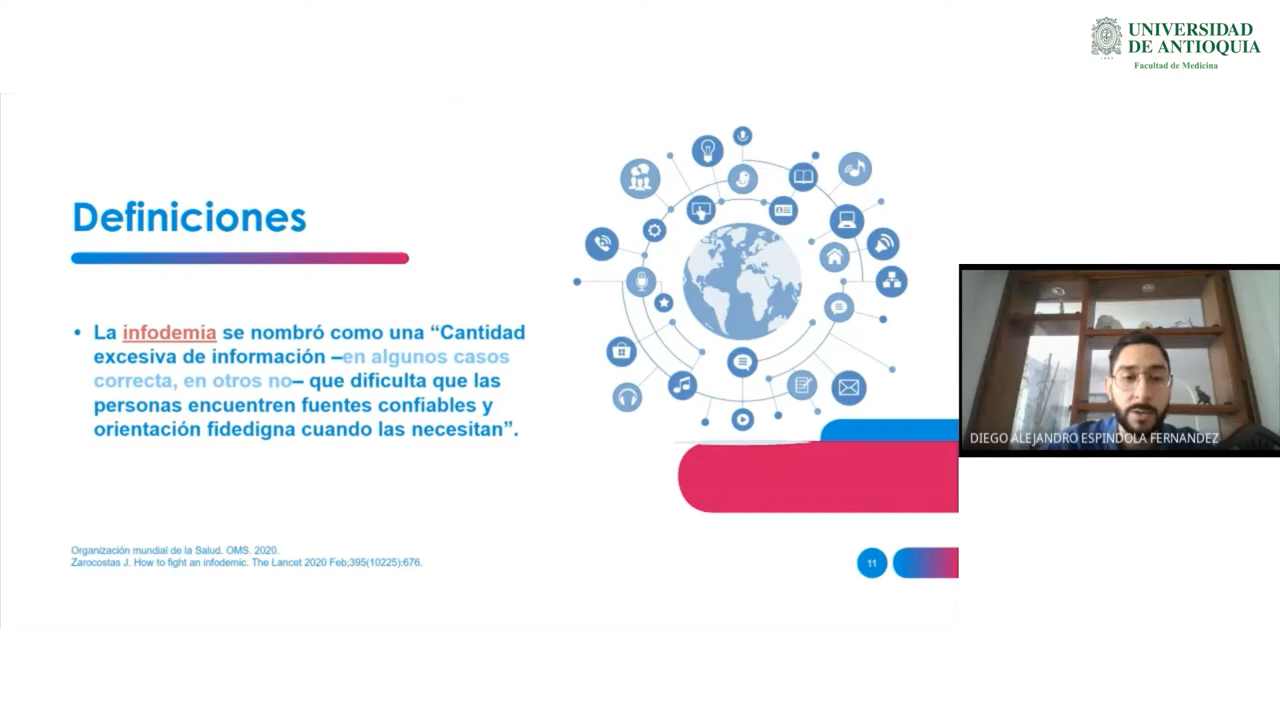 UNIVERSIDAD
DE ANTIOQUIA
Facultad de Medicina
Definiciones
• La infodemia se nombró como una “Cantidad
excesiva de información –en algunos casos
correcta, en otros no– que dificulta que las
personas encuentren fuentes confiables y
orientación fidedigna cuando las necesitan”.
DIEGO ALEJANDRO ESPINDOLA FERNANDEZ
Organización mundial de la Salud. OMS. 2020.
Zarocostas J. How to fight an infodemic. The Lancet 2020 Feb;395(10225):676.
11